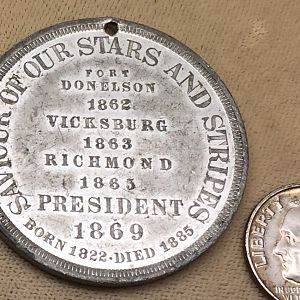 SAVIOUR OF OUR STARS AND STRIPES
FORT
DONELSON
1862
VICKSBURG
1863
RICHMOND
1865
PRESIDENT
1869
BORN 1822-DIED 1885
LIBERTY